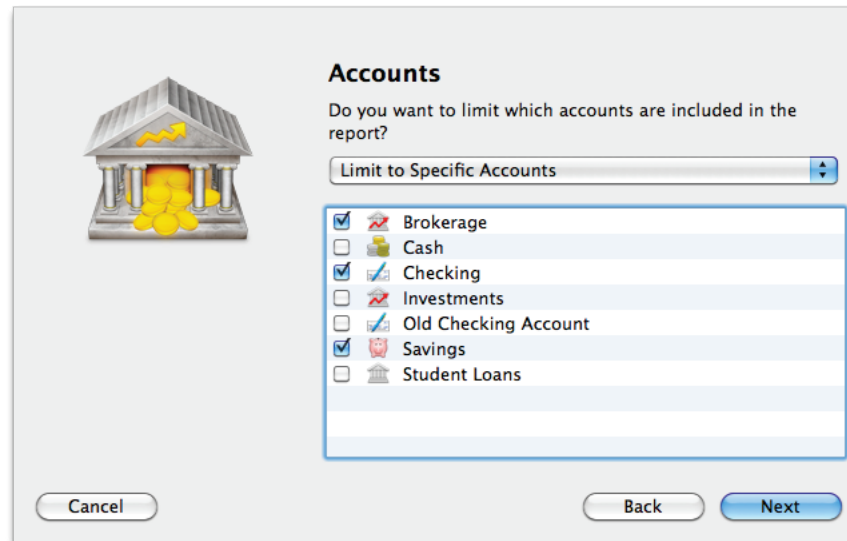 Accounts
Do you want to limit which accounts are included in the
report?
Limit to Specific Accounts
Brokerage
Cash
Checking
Investments
Old Checking Account
Savings
Student Loans
Cancel
Back
Next